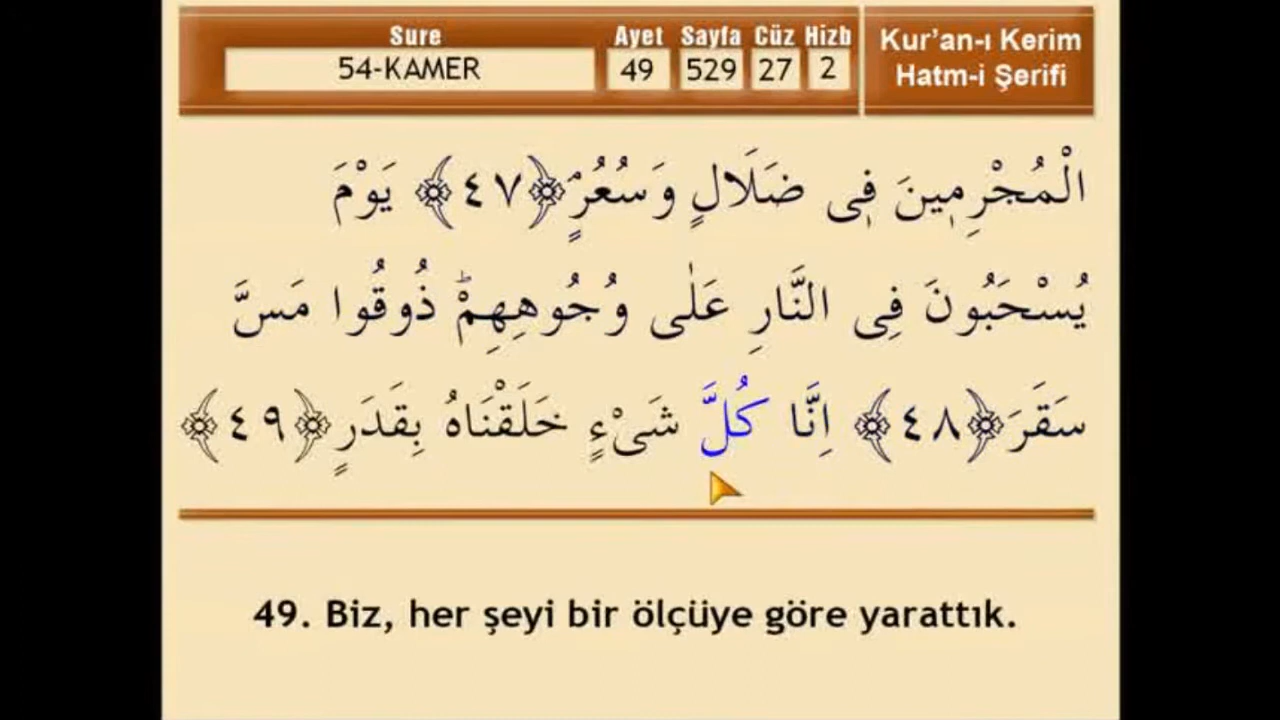 Sure Ayet Sayfa Cüz Hizb
54-KAMER 49 529 27 2
Kur'an-ı Kerim
Hatm-i Şerifi
الْمُجْرِمٖينَ فٖى ضَلَالٍ وَسُعُرٍۢ ﴿٤٧﴾ يَوْمَ
يُسْحَبُونَ فِى النَّارِ عَلٰى وُجُوهِهِمْؕ ذُوقُوا مَسَّ
سَقَرَ ﴿٤٨﴾ اِنَّا كُلَّ شَىْءٍ خَلَقْنَاهُ بِقَدَرٍ ﴿٤٩﴾
49. Biz, her şeyi bir ölçüye göre yarattık.